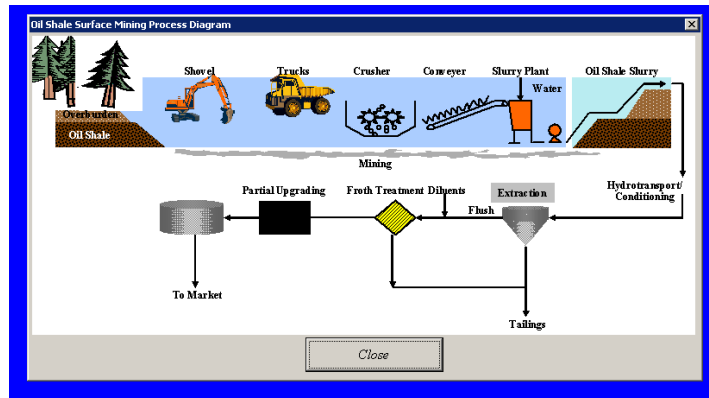 Oil Shale Surface Mining Process Diagram
Shovel
Trucks
Crusher
Conveyer
Slurry Plant
Oil Shale Slurry
Water
Overburden
Oil Shale
Mining
Hydrotransport/
Conditioning
Partial Upgrading
Froth Treatment Diluents
Extraction
Flush
To Market
Tailings
Close